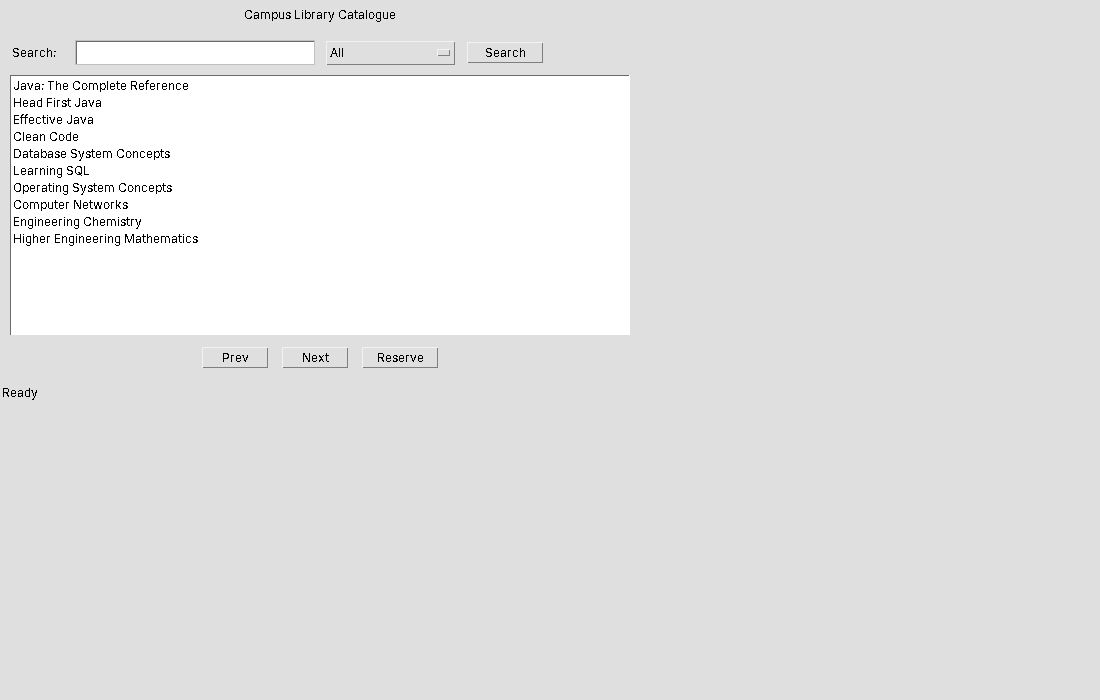 Campus Library Catalogue
Search: All Search
Java: The Complete Reference
Head First Java
Effective Java
Clean Code
Database System Concepts
Learning SQL
Operating System Concepts
Computer Networks
Engineering Chemistry
Higher Engineering Mathematics
Prev Next Reserve
Ready